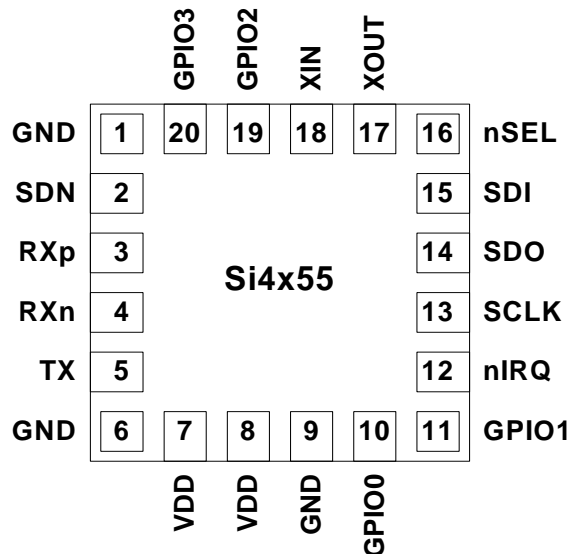 GPIO3 GPIO2 XIN XOUT
GND 1 20 19 18 17 16 nSEL
SDN 2 15 SDI
RXp 3 14 SDO
Si4x55
RXn 4 13 SCLK
TX 5 12 nIRQ
GND 6 7 8 9 10 11 GPIO1
VDD VDD GND GPIO0